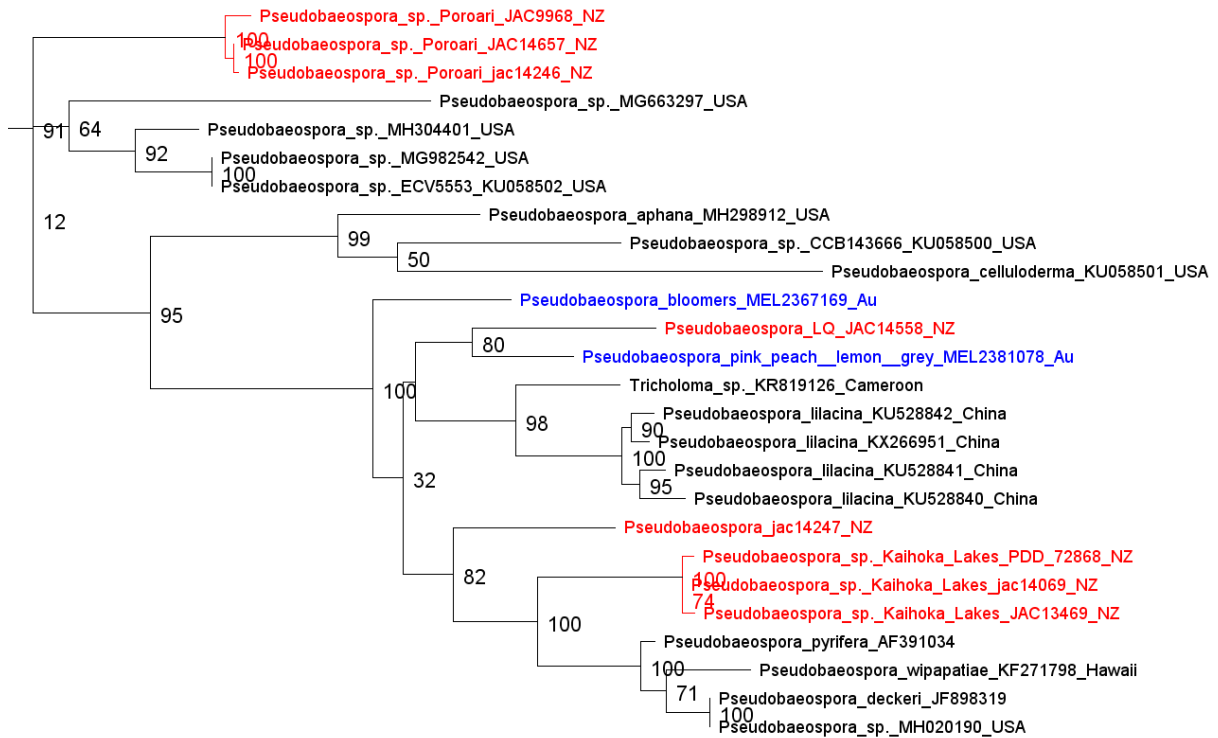 Pseudobaeospora_sp._Poroari_JAC9968_NZ
100
Pseudobaeospora_sp._Poroari_JAC14657_NZ
100
Pseudobaeospora_sp._Poroari_jac14246_NZ
Pseudobaeospora_sp._MG663297_USA
91
64
Pseudobaeospora_sp._MH304401_USA
92
Pseudobaeospora_sp._MG982542_USA
100
Pseudobaeospora_sp._ECV5553_KU058502_USA
12
Pseudobaeospora_aphana_MH298912_USA
99
Pseudobaeospora_sp._CCB143666_KU058500_USA
50
Pseudobaeospora_celluloderma_KU058501_USA
95
Pseudobaeospora_bloomers_MEL2367169_Au
Pseudobaeospora_LQ_JAC14558_NZ
80
Pseudobaeospora_pink_peach__lemon__grey_MEL2381078_Au
100
Tricholoma_sp._KR819126_Cameroon
98
Pseudobaeospora_lilacina_KU528842_China
90
Pseudobaeospora_lilacina_KX266951_China
100
Pseudobaeospora_lilacina_KU528841_China
95
Pseudobaeospora_lilacina_KU528840_China
32
Pseudobaeospora_jac14247_NZ
82
Pseudobaeospora_sp._Kaihoka_Lakes_PDD_72868_NZ
100
Pseudobaeospora_sp._Kaihoka_Lakes_jac14069_NZ
74
Pseudobaeospora_sp._Kaihoka_Lakes_JAC13469_NZ
100
Pseudobaeospora_pyrifera_AF391034
100
Pseudobaeospora_wipapatiae_KF271798_Hawaii
71
Pseudobaeospora_deckeri_JF898319
100
Pseudobaeospora_sp._MH020190_USA